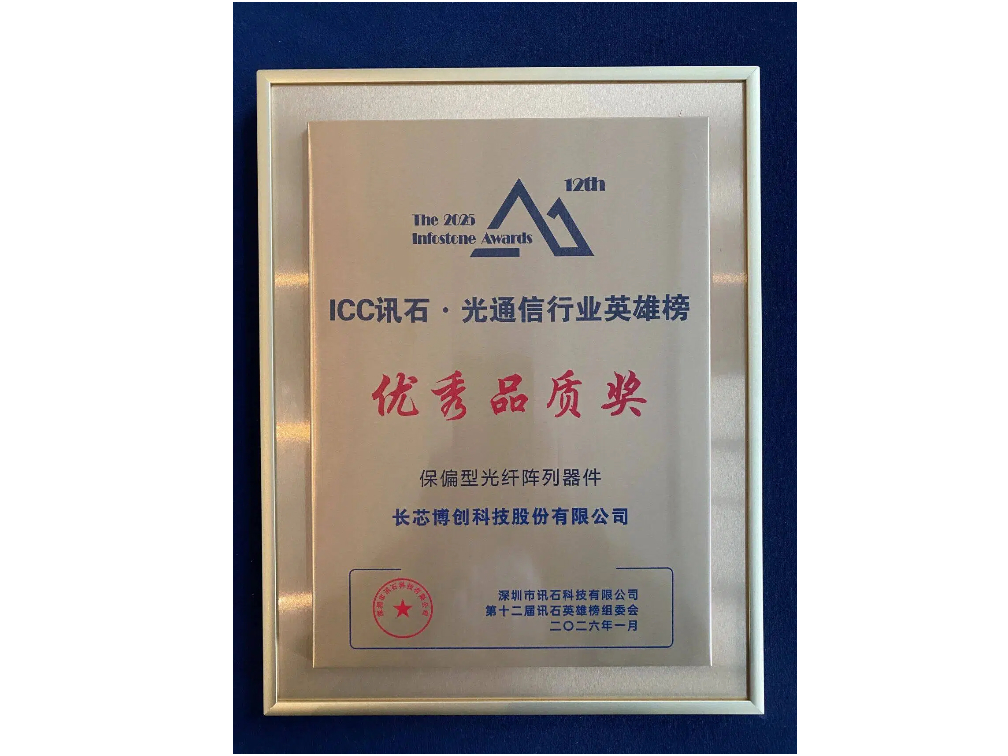 12th
The 2025
Infostone Awards
ICC讯石·光通信行业英雄榜
优秀品质奖
保偏型光纤阵列器件
长芯博创科技股份有限公司
深圳市讯石科技有限公司
第十二届讯石英雄榜组委会
二〇二六年一月